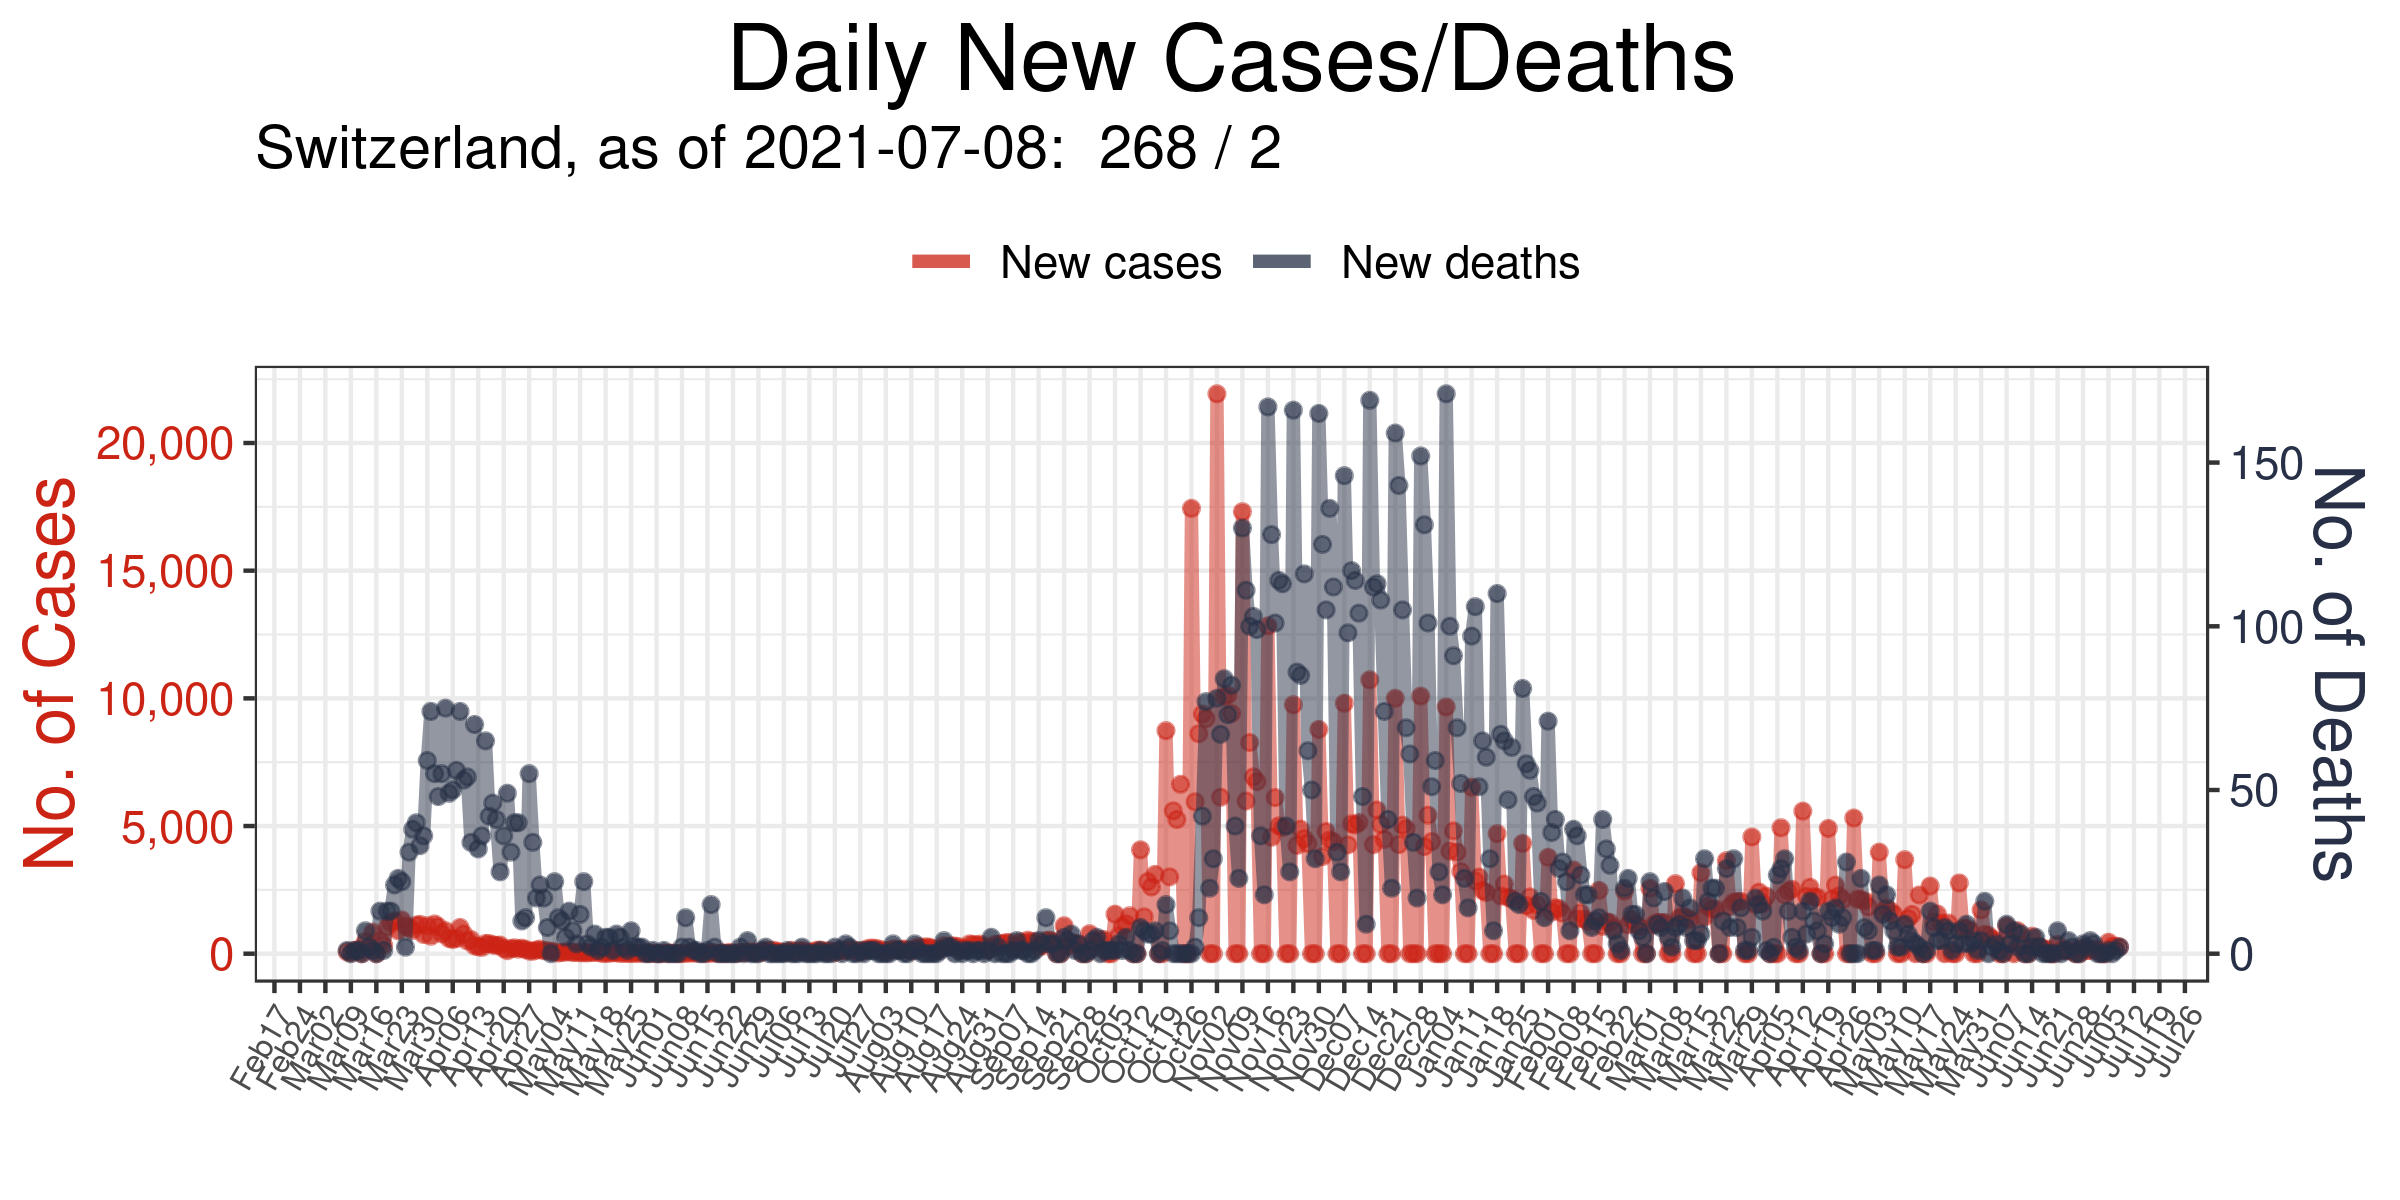 Daily New Cases/Deaths
Switzerland, as of 2021-07-08:  268 / 2
New cases
New deaths
No. of Cases
20,000
15,000
10,000
5,000
0
150
100
50
0
No. of Deaths
Feb17
Feb24
Mar02
Mar09
Mar16
Mar23
Mar30
Apr06
Apr13
Apr20
Apr27
May04
May11
May18
May25
Jun01
Jun08
Jun15
Jun22
Jun29
Jul06
Jul13
Jul20
Jul27
Aug03
Aug10
Aug17
Aug24
Aug31
Sep07
Sep14
Sep21
Sep28
Oct05
Oct12
Oct19
Oct26
Nov02
Nov09
Nov16
Nov23
Nov30
Dec07
Dec14
Dec21
Dec28
Jan04
Jan11
Jan18
Jan25
Feb01
Feb08
Feb15
Feb22
Mar01
Mar08
Mar15
Mar22
Mar29
Apr05
Apr12
Apr19
Apr26
May03
May10
May17
May24
May31
Jun07
Jun14
Jun21
Jun28
Jul05
Jul12
Jul19
Jul26